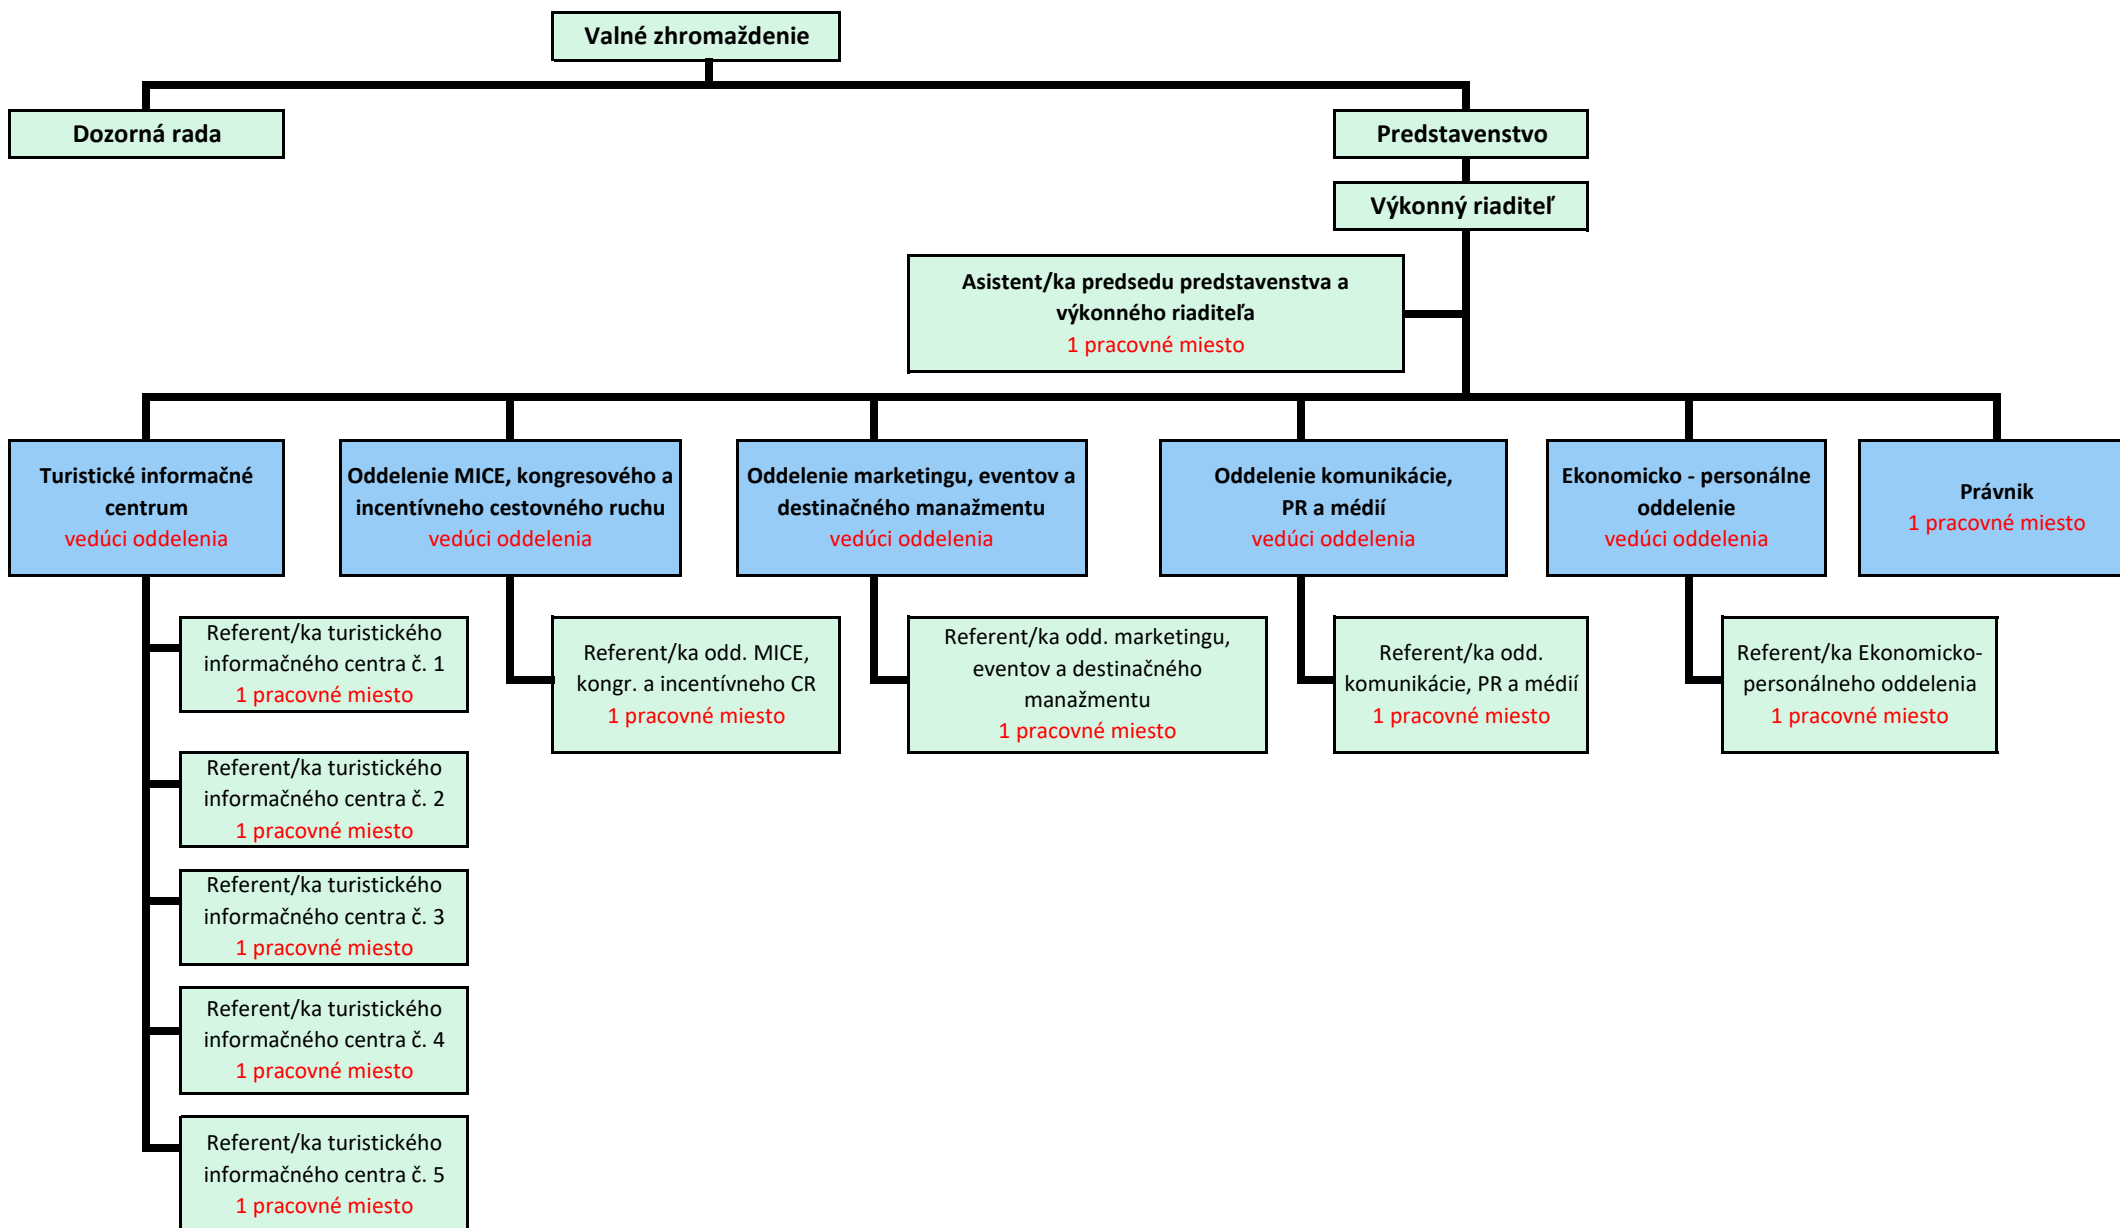 Valné zhromaždenie
Dozorná rada
Predstavenstvo
Výkonný riaditeľ
Asistent/ka predsedu predstavenstva a
výkonného riaditeľa
1 pracovné miesto
Turistické informačné
centrum
vedúci oddelenia
Oddelenie MICE, kongresového a
incentívneho cestovného ruchu
vedúci oddelenia
Oddelenie marketingu, eventov a
destinačného manažmentu
vedúci oddelenia
Oddelenie komunikácie,
PR a médií
vedúci oddelenia
Ekonomicko - personálne
oddelenie
vedúci oddelenia
Právnik
1 pracovné miesto
Referent/ka turistického
informačného centra č. 1
1 pracovné miesto
Referent/ka odd. MICE,
kongr. a incentívneho CR
1 pracovné miesto
Referent/ka odd. marketingu,
eventov a destinačného
manažmentu
1 pracovné miesto
Referent/ka odd.
komunikácie, PR a médií
1 pracovné miesto
Referent/ka Ekonomicko-
personálneho oddelenia
1 pracovné miesto
Referent/ka turistického
informačného centra č. 2
1 pracovné miesto
Referent/ka turistického
informačného centra č. 3
1 pracovné miesto
Referent/ka turistického
informačného centra č. 4
1 pracovné miesto
Referent/ka turistického
informačného centra č. 5
1 pracovné miesto